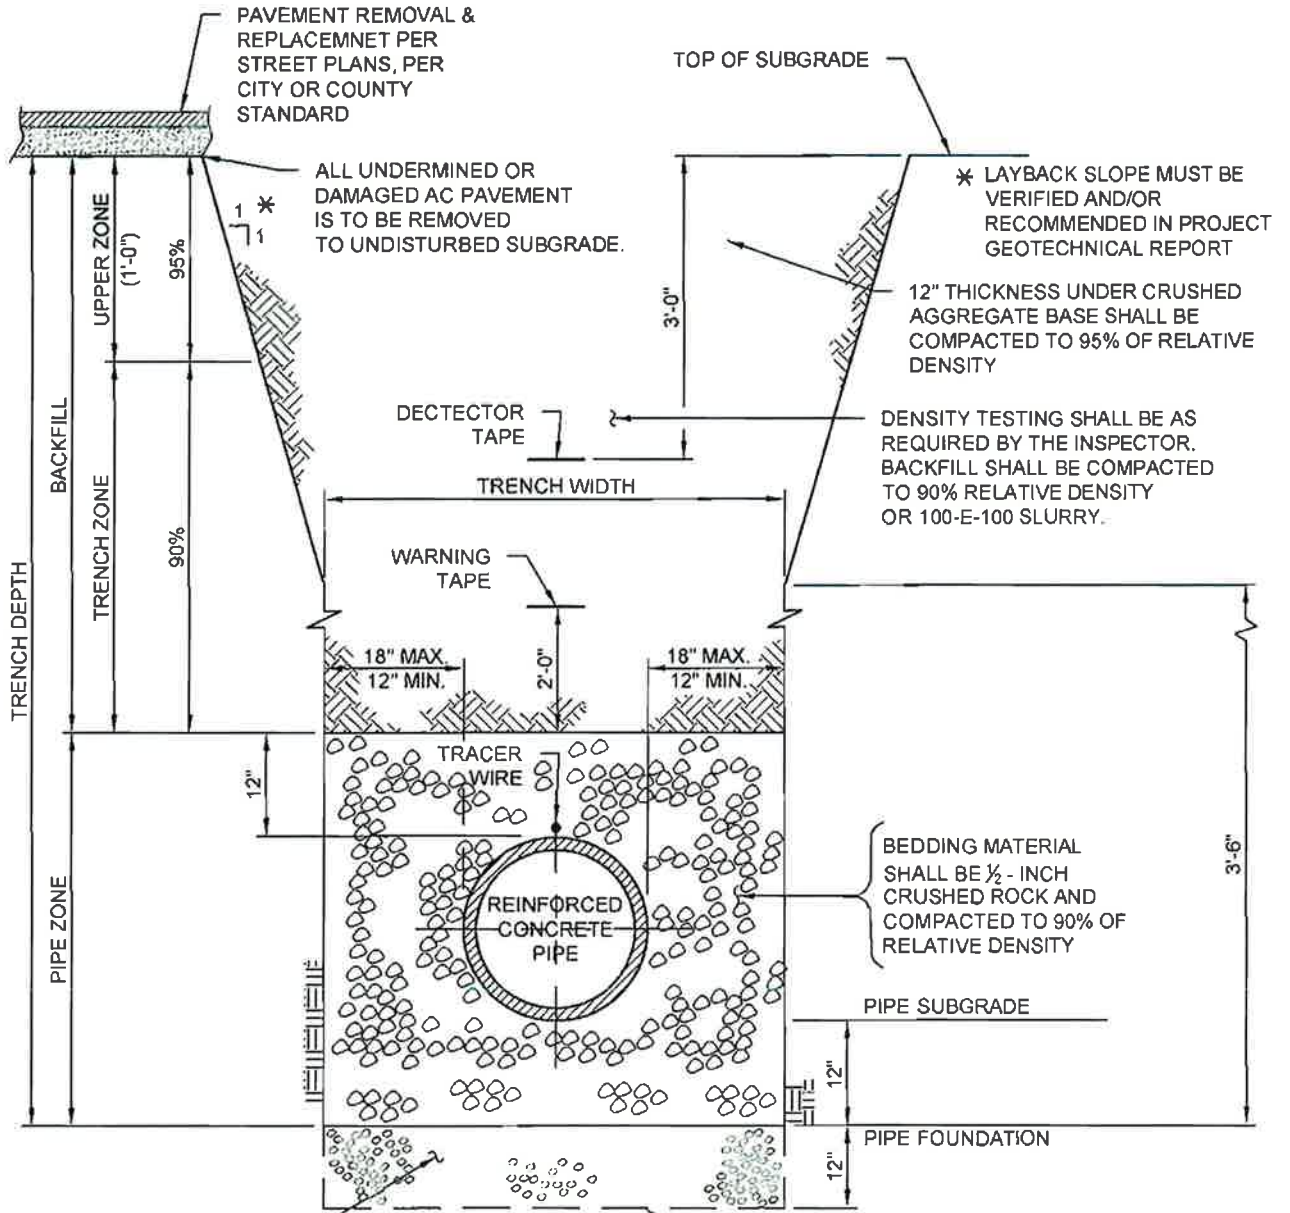 PAVEMENT REMOVAL &
REPLACEMNET PER
STREET PLANS, PER
CITY OR COUNTY
STANDARD
TOP OF SUBGRADE
ALL UNDERMINED OR
DAMAGED AC PAVEMENT
IS TO BE REMOVED
TO UNDISTURBED SUBGRADE.
1 *
1
* LAYBACK SLOPE MUST BE
VERIFIED AND/OR
RECOMMENDED IN PROJECT
GEOTECHNICAL REPORT
UPPER ZONE
(1'-0")
95%
3'-0"
12" THICKNESS UNDER CRUSHED
AGGREGATE BASE SHALL BE
COMPACTED TO 95% OF RELATIVE
DENSITY
DECTECTOR
TAPE
DENSITY TESTING SHALL BE AS
REQUIRED BY THE INSPECTOR.
BACKFILL SHALL BE COMPACTED
TO 90% RELATIVE DENSITY
OR 100-E-100 SLURRY.
BACKFILL
TRENCH WIDTH
TRENCH ZONE
90%
WARNING
TAPE
TRENCH DEPTH
18" MAX.
12" MIN.
2'-0"
18" MAX.
12" MIN.
12"
TRACER
WIRE
3'-6"
BEDDING MATERIAL
SHALL BE ½ - INCH
CRUSHED ROCK AND
COMPACTED TO 90% OF
RELATIVE DENSITY
PIPE ZONE
REINFORCED
CONCRETE
PIPE
PIPE SUBGRADE
12"
PIPE FOUNDATION
12"